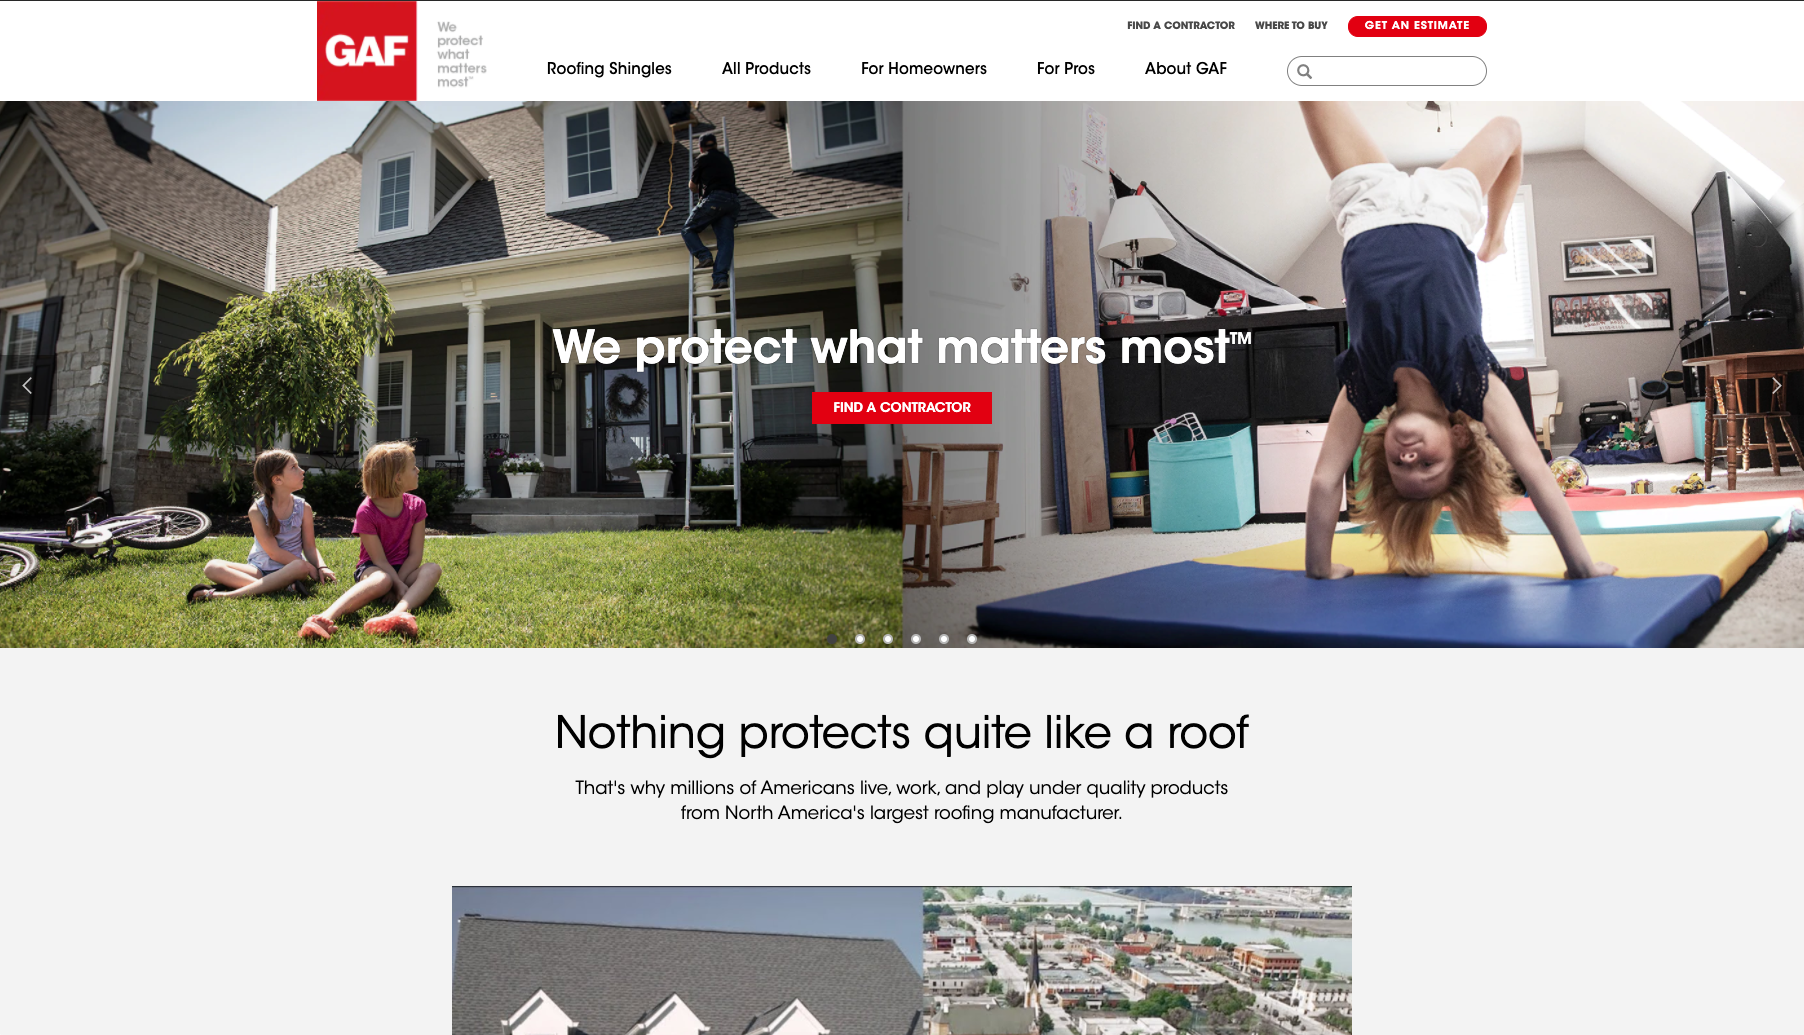 GAF
We
protect
what
matters
most™
FIND A CONTRACTOR
WHERE TO BUY
GET AN ESTIMATE
Roofing Shingles
All Products
For Homeowners
For Pros
About GAF
We protect what matters most™
FIND A CONTRACTOR
Nothing protects quite like a roof
That's why millions of Americans live, work, and play under quality products
from North America's largest roofing manufacturer.